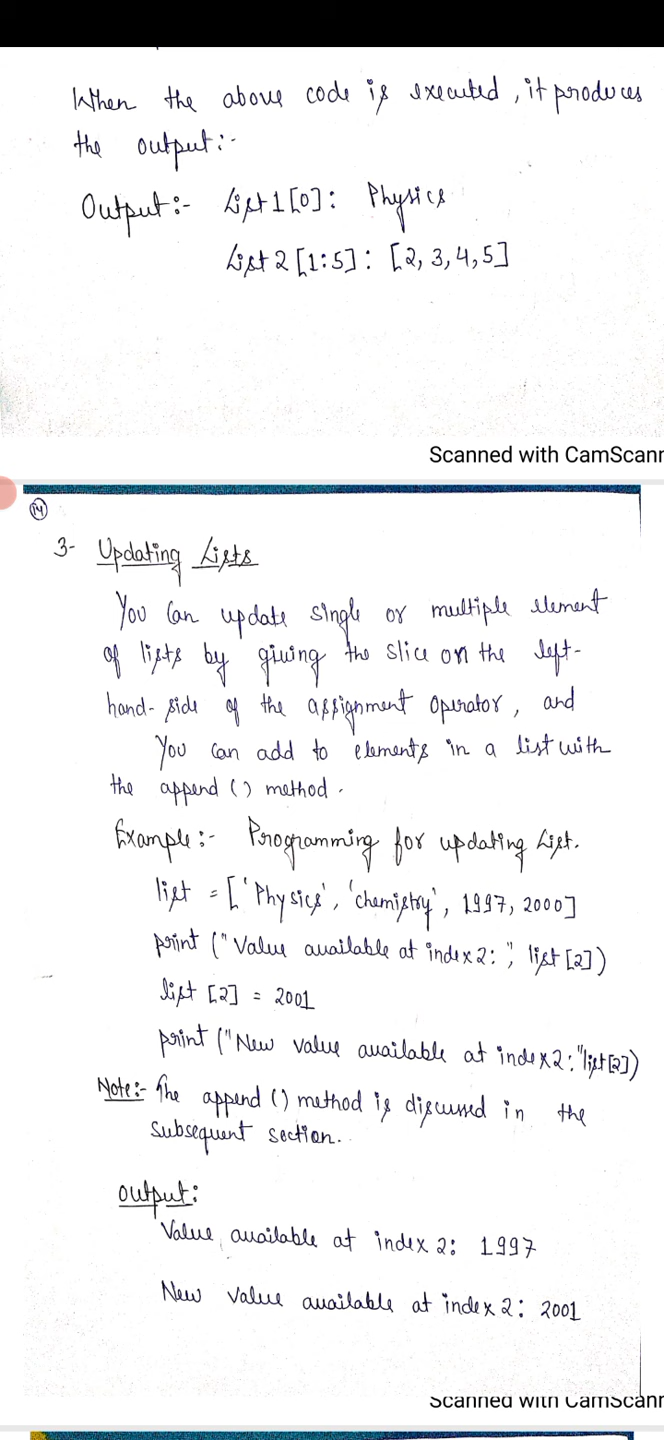 When the above code is executed, it produces
the output:-
Output:- List1[0]: Physics
List 2 [1:5]: [2, 3, 4, 5]
Scanned with CamScann
14
3- Updating Lists
You can update single or multiple element
of lists by giving the slice on the left-
hand-side of the assignment operator, and
You can add to elements in a list with
the append () method.
Example:- Programming for updating List.
list = ['Physics', 'chemistry', 1997, 2000]
print ("Value available at index2: ", list [2])
list [2] = 2001
print ("New value available at index2:"list[2])
Note:- The append () method is discussed in the
subsequent section.
output:
Value available at index 2: 1997
New value available at index 2: 2001
Scanned with CamScann